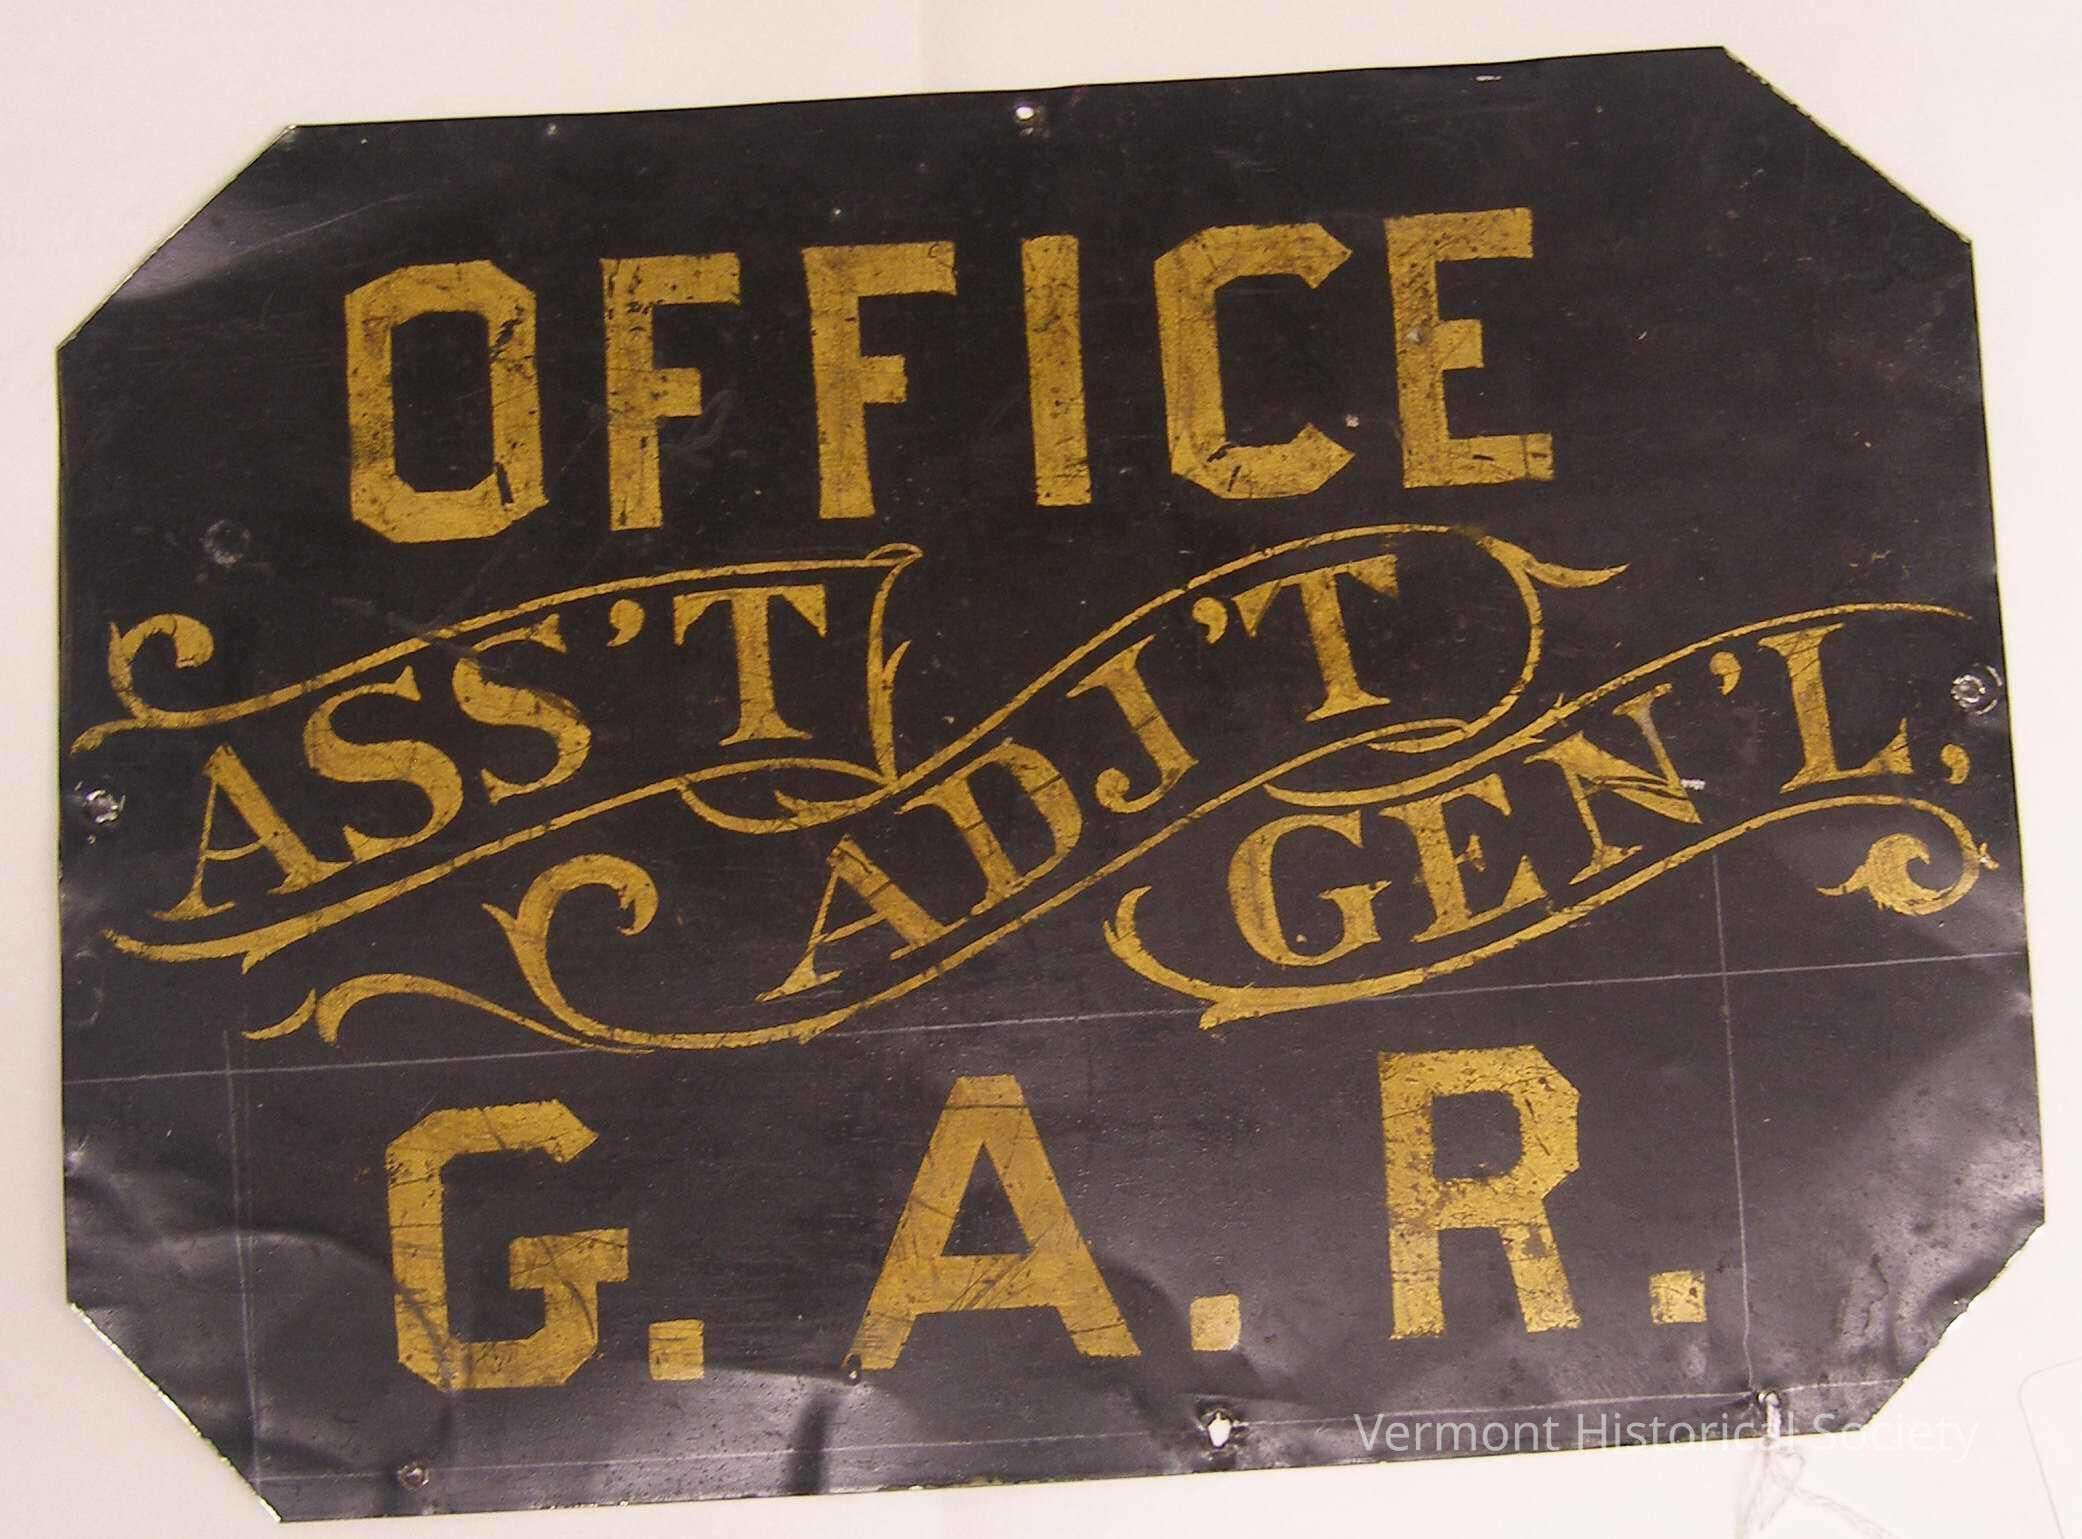 OFFICE
ASS'T ADJ'T GEN'L,
G. A. R.
Vermont Historical Society